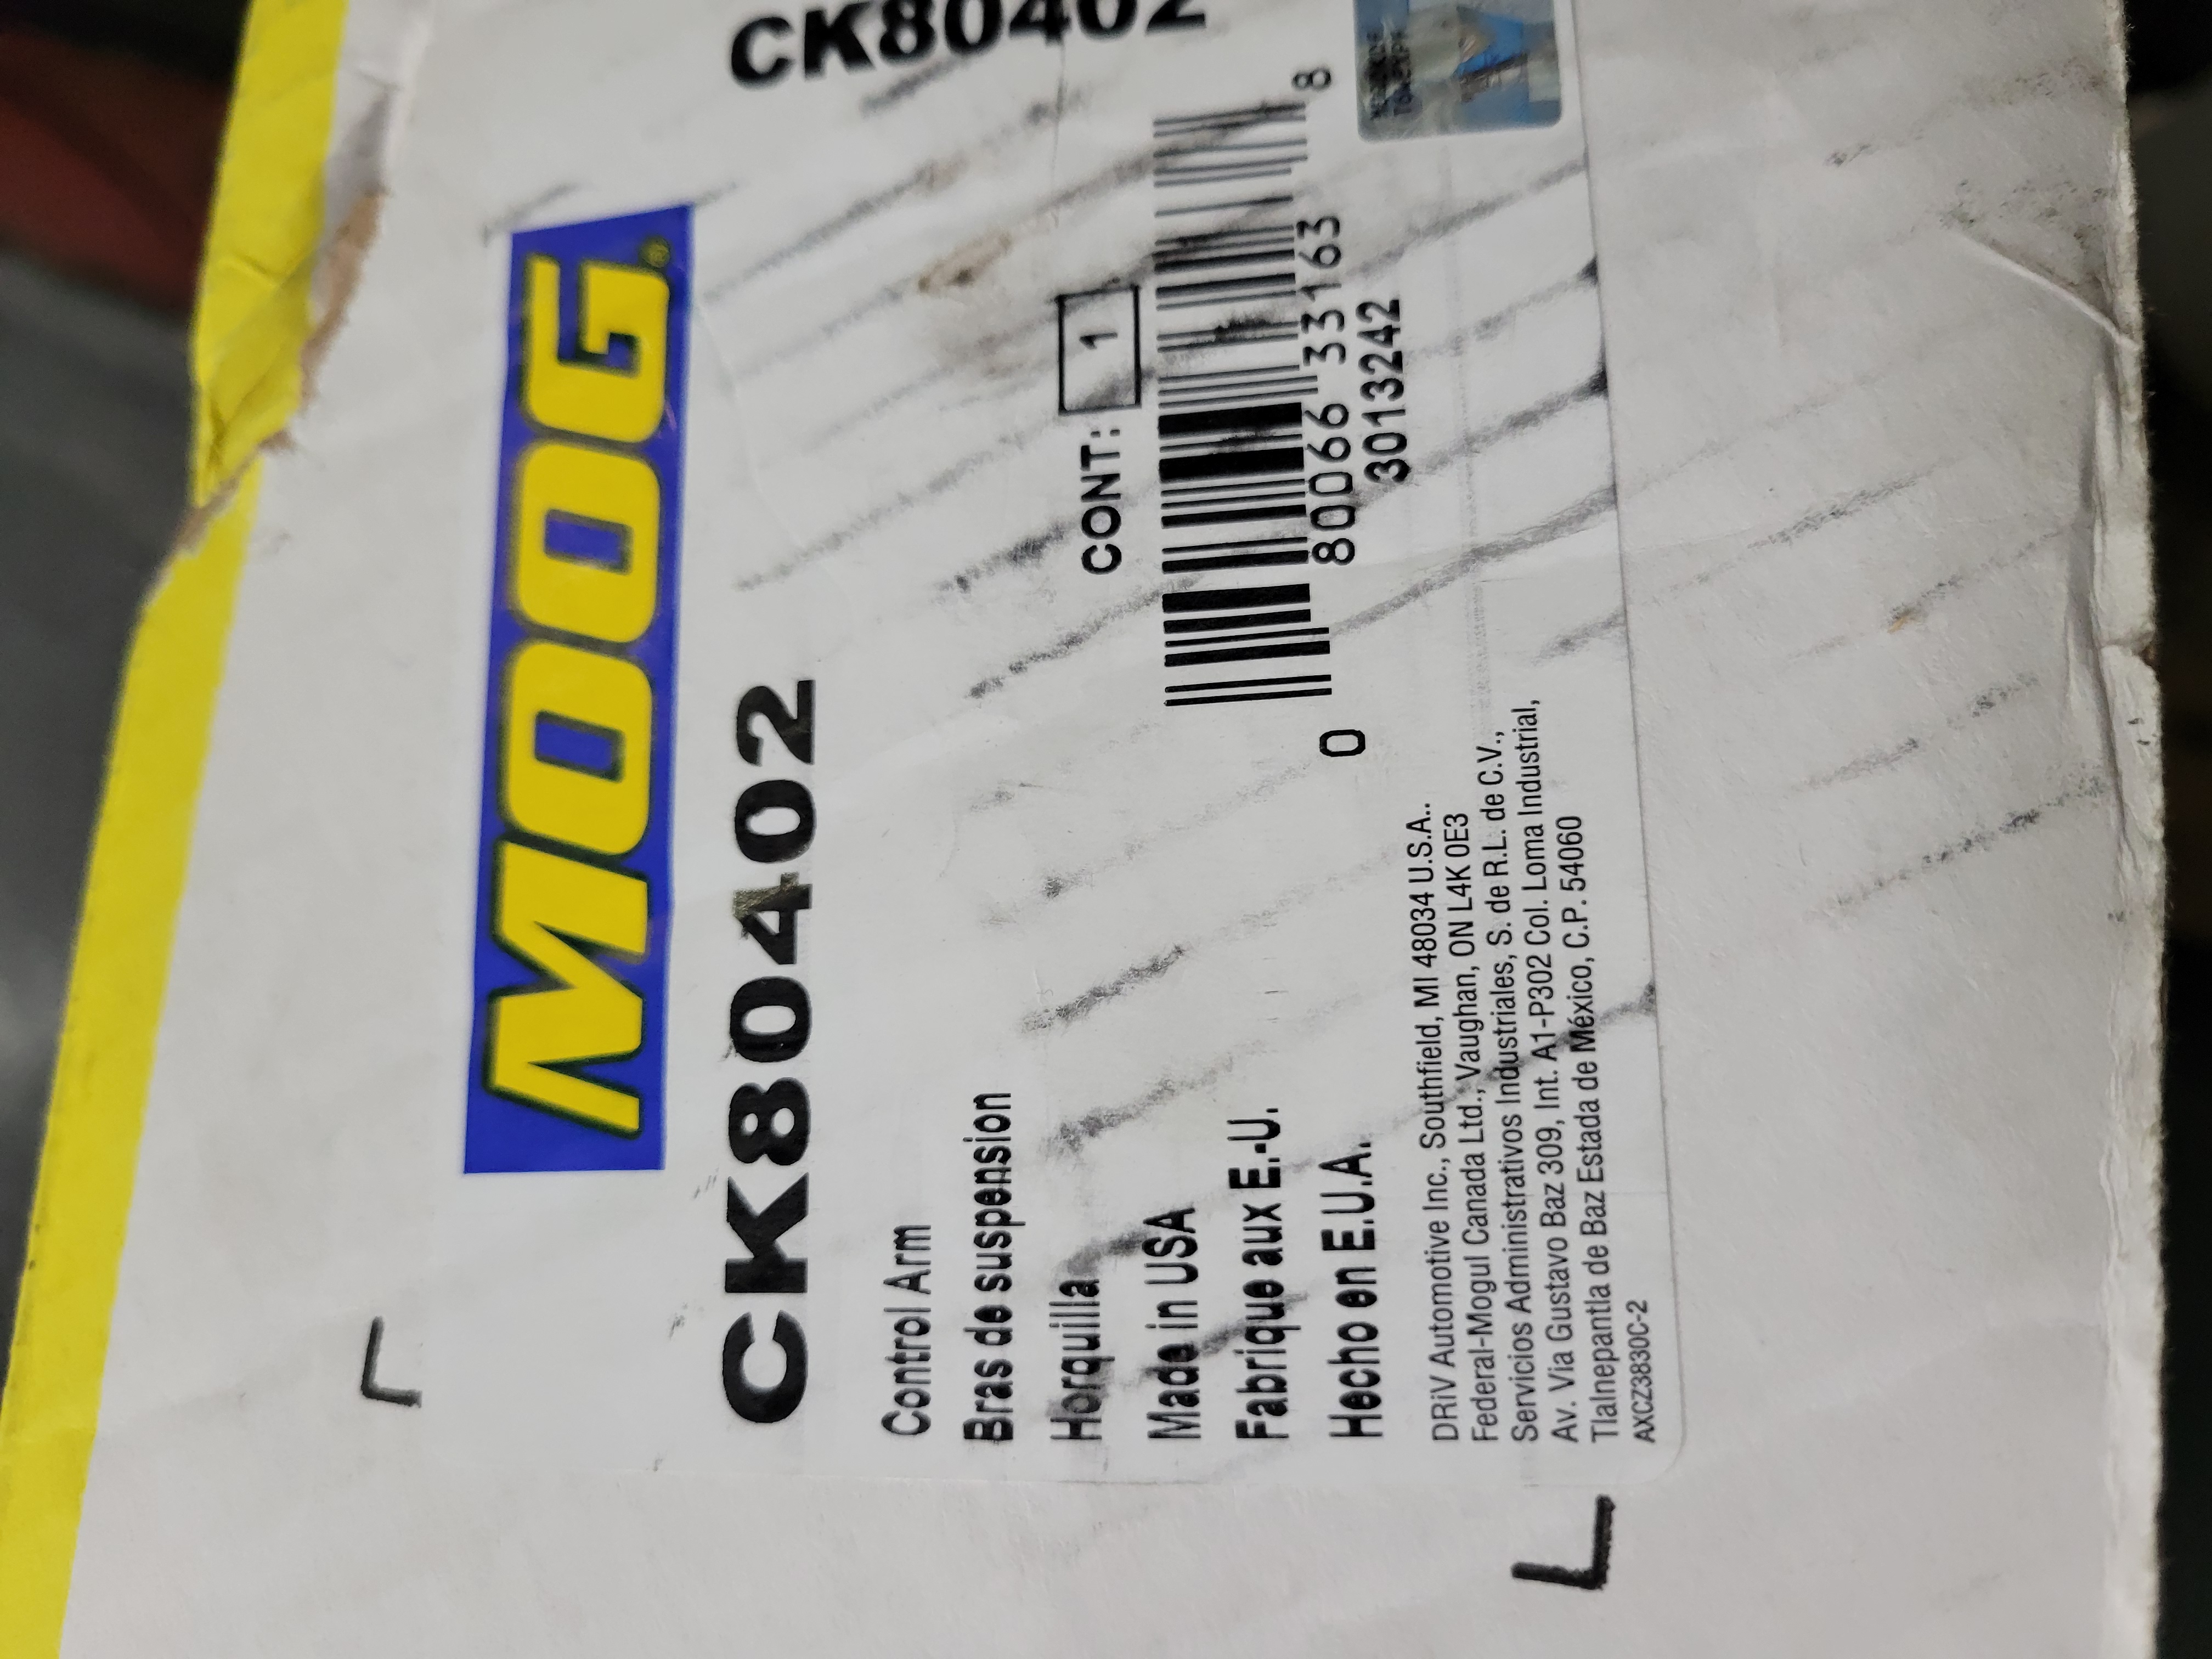 MOOG®
CK80402
CK80402
Control Arm
Bras de suspension
Horquilla
CONT: 1
Made in USA
Fabrique aux E.-U.
Hecho en E.U.A.
0 80066 33163 8
3013242
DRiV Automotive Inc., Southfield, MI 48034 U.S.A..
Federal-Mogul Canada Ltd., Vaughan, ON L4K 0E3
Servicios Administrativos Industriales, S. de R.L. de C.V.,
Av. Via Gustavo Baz 309, Int. A1-P302 Col. Loma Industrial,
Tlalnepantla de Baz Estada de México, C.P. 54060
AXCZ3830C-2
L